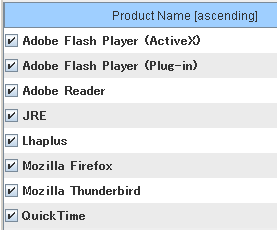 Product Name [ascending]
Adobe Flash Player (ActiveX)
Adobe Flash Player (Plug-in)
Adobe Reader
JRE
Lhaplus
Mozilla Firefox
Mozilla Thunderbird
QuickTime